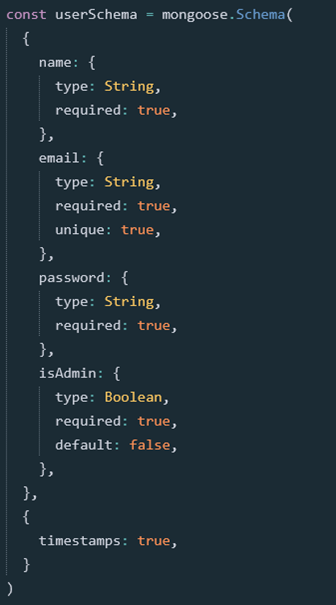 const userSchema = mongoose.Schema(
  {
    name: {
      type: String,
      required: true,
    },
    email: {
      type: String,
      required: true,
      unique: true,
    },
    password: {
      type: String,
      required: true,
    },
    isAdmin: {
      type: Boolean,
      required: true,
      default: false,
    },
  },
  {
    timestamps: true,
  }
)